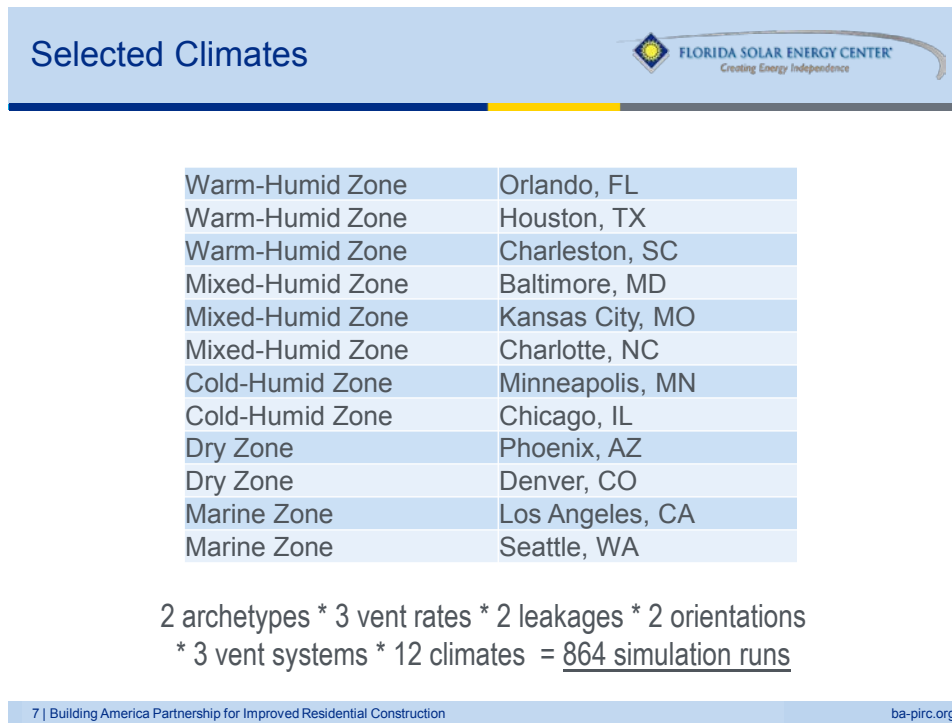 Selected Climates
FLORIDA SOLAR ENERGY CENTER®
Creating Energy Independence
Warm-Humid Zone Orlando, FL
Warm-Humid Zone Houston, TX
Warm-Humid Zone Charleston, SC
Mixed-Humid Zone Baltimore, MD
Mixed-Humid Zone Kansas City, MO
Mixed-Humid Zone Charlotte, NC
Cold-Humid Zone Minneapolis, MN
Cold-Humid Zone Chicago, IL
Dry Zone Phoenix, AZ
Dry Zone Denver, CO
Marine Zone Los Angeles, CA
Marine Zone Seattle, WA
2 archetypes * 3 vent rates * 2 leakages * 2 orientations
* 3 vent systems * 12 climates = 864 simulation runs
7 | Building America Partnership for Improved Residential Construction ba-pirc.org